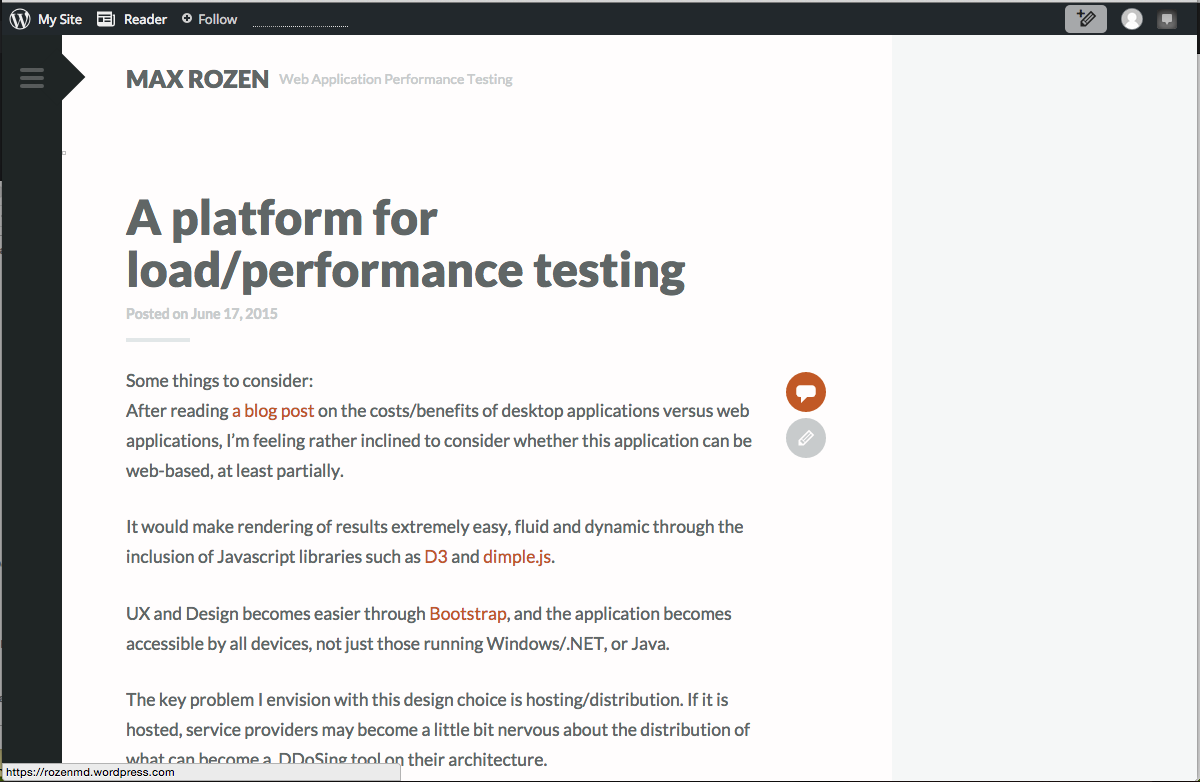 My Site Reader Follow
MAX ROZEN Web Application Performance Testing
A platform for
load/performance testing
Posted on June 17, 2015
Some things to consider:
After reading a blog post on the costs/benefits of desktop applications versus web
applications, I'm feeling rather inclined to consider whether this application can be
web-based, at least partially.
It would make rendering of results extremely easy, fluid and dynamic through the
inclusion of Javascript libraries such as D3 and dimple.js.
UX and Design becomes easier through Bootstrap, and the application becomes
accessible by all devices, not just those running Windows/.NET, or Java.
The key problem I envision with this design choice is hosting/distribution. If it is
hosted, service providers may become a little bit nervous about the distribution of
what can become a DDoSing tool on their architecture.
https://rozenmd.wordpress.com